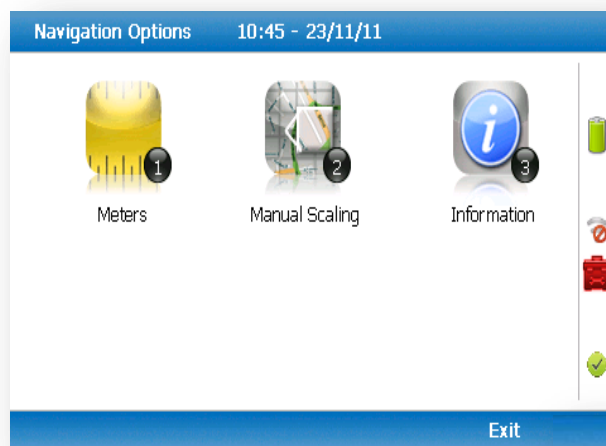 Navigation Options 10:45 - 23/11/11
1 2 3
Meters Manual Scaling Information
Exit